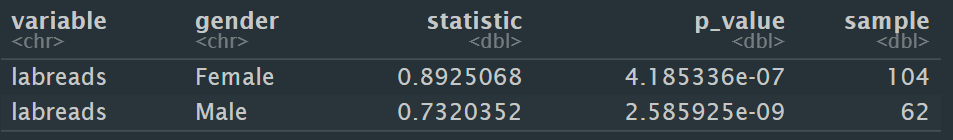 variable gender statistic p_value sample
<chr> <chr> <dbl> <dbl> <dbl>
labreads Female 0.8925068 4.185336e-07 104
labreads Male 0.7320352 2.585925e-09 62